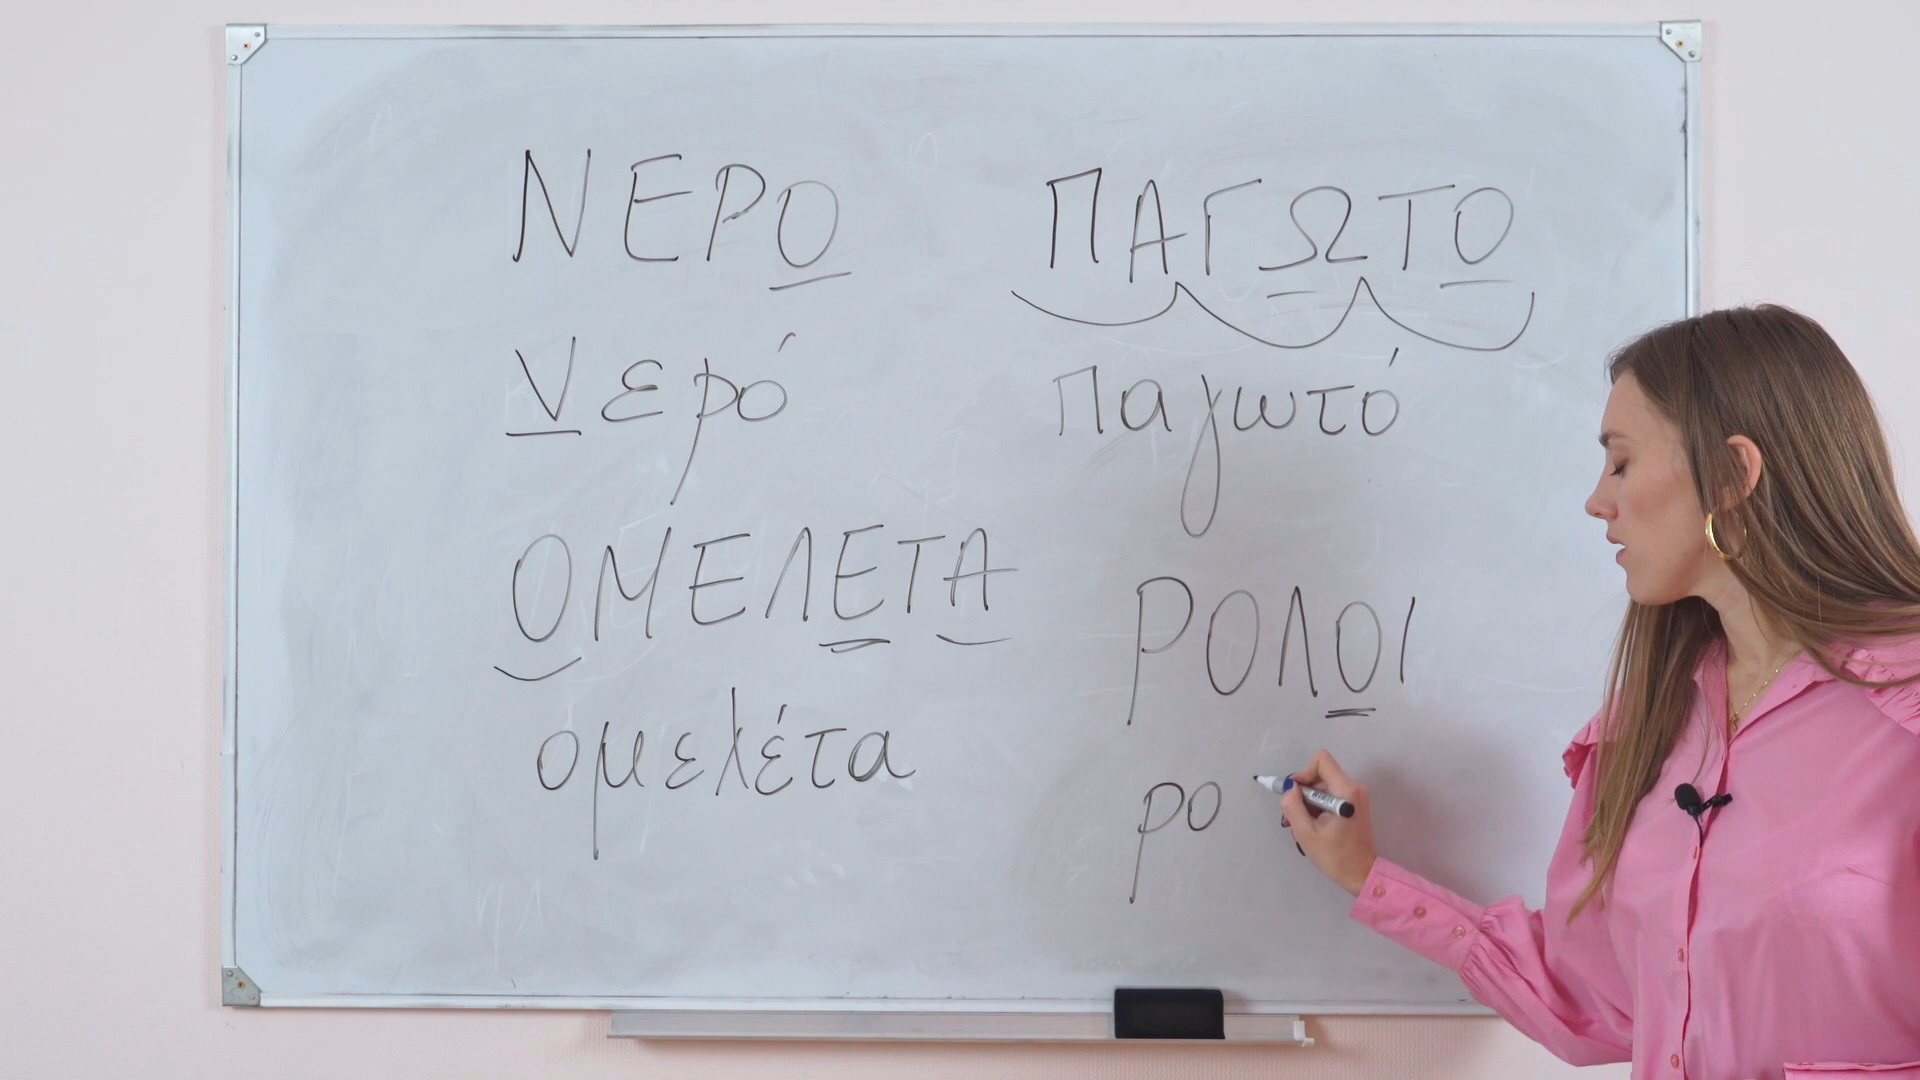 ΝΕΡΟ
νερό
ΟΜΕΛΕΤΑ
ομελέτα
ΠΑΓΩΤΟ
παγωτό
ΡΟΛΟΙ
ρο